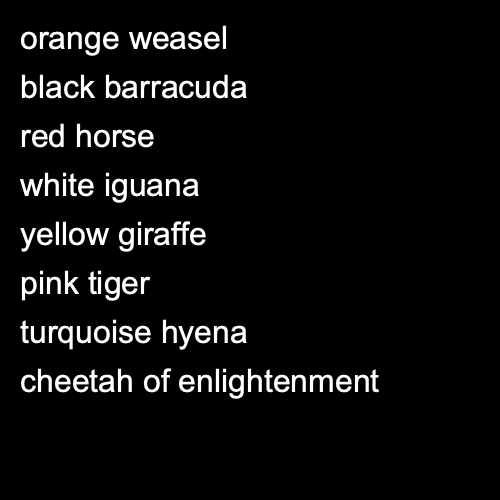 orange weasel
black barracuda
red horse
white iguana
yellow giraffe
pink tiger
turquoise hyena
cheetah of enlightenment